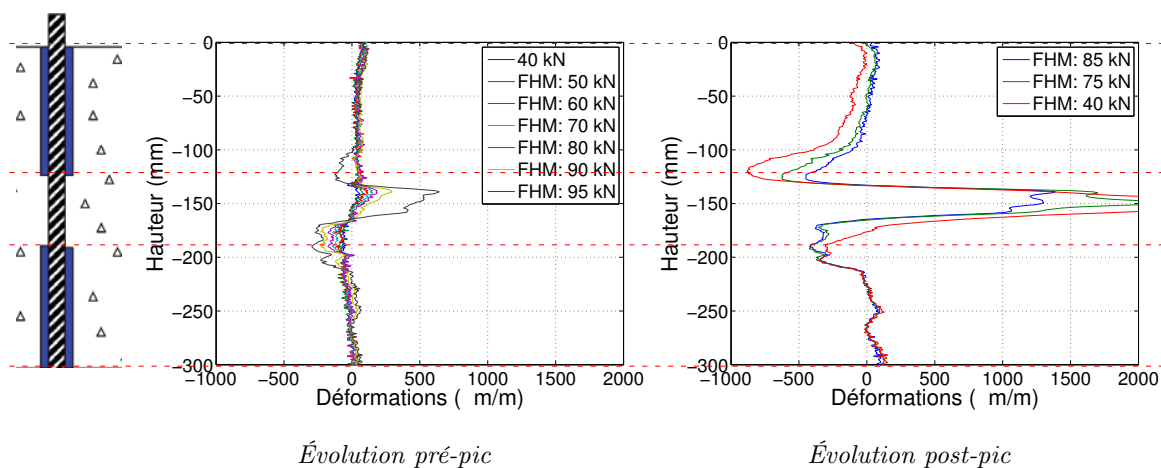 0
−50
−100
−150
−200
−250
−300
Hauteur (mm)
−1000
−500
0
500
1000
1500
2000
Déformations ( m/m)
40 kN
FHM: 50 kN
FHM: 60 kN
FHM: 70 kN
FHM: 80 kN
FHM: 90 kN
FHM: 95 kN
Évolution pré-pic
0
−50
−100
−150
−200
−250
−300
Hauteur (mm)
−1000
−500
0
500
1000
1500
2000
Déformations ( m/m)
FHM: 85 kN
FHM: 75 kN
FHM: 40 kN
Évolution post-pic